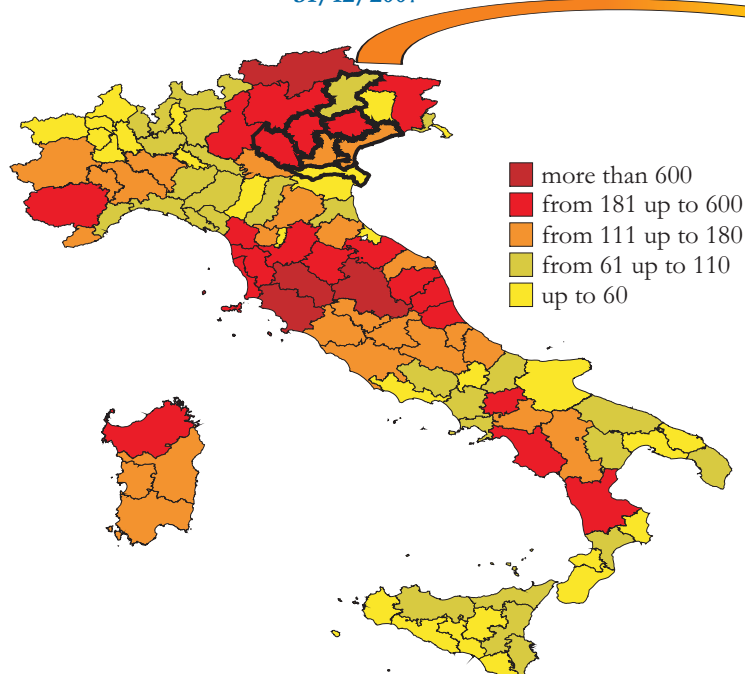 more than 600
from 181 up to 600
from 111 up to 180
from 61 up to 110
up to 60